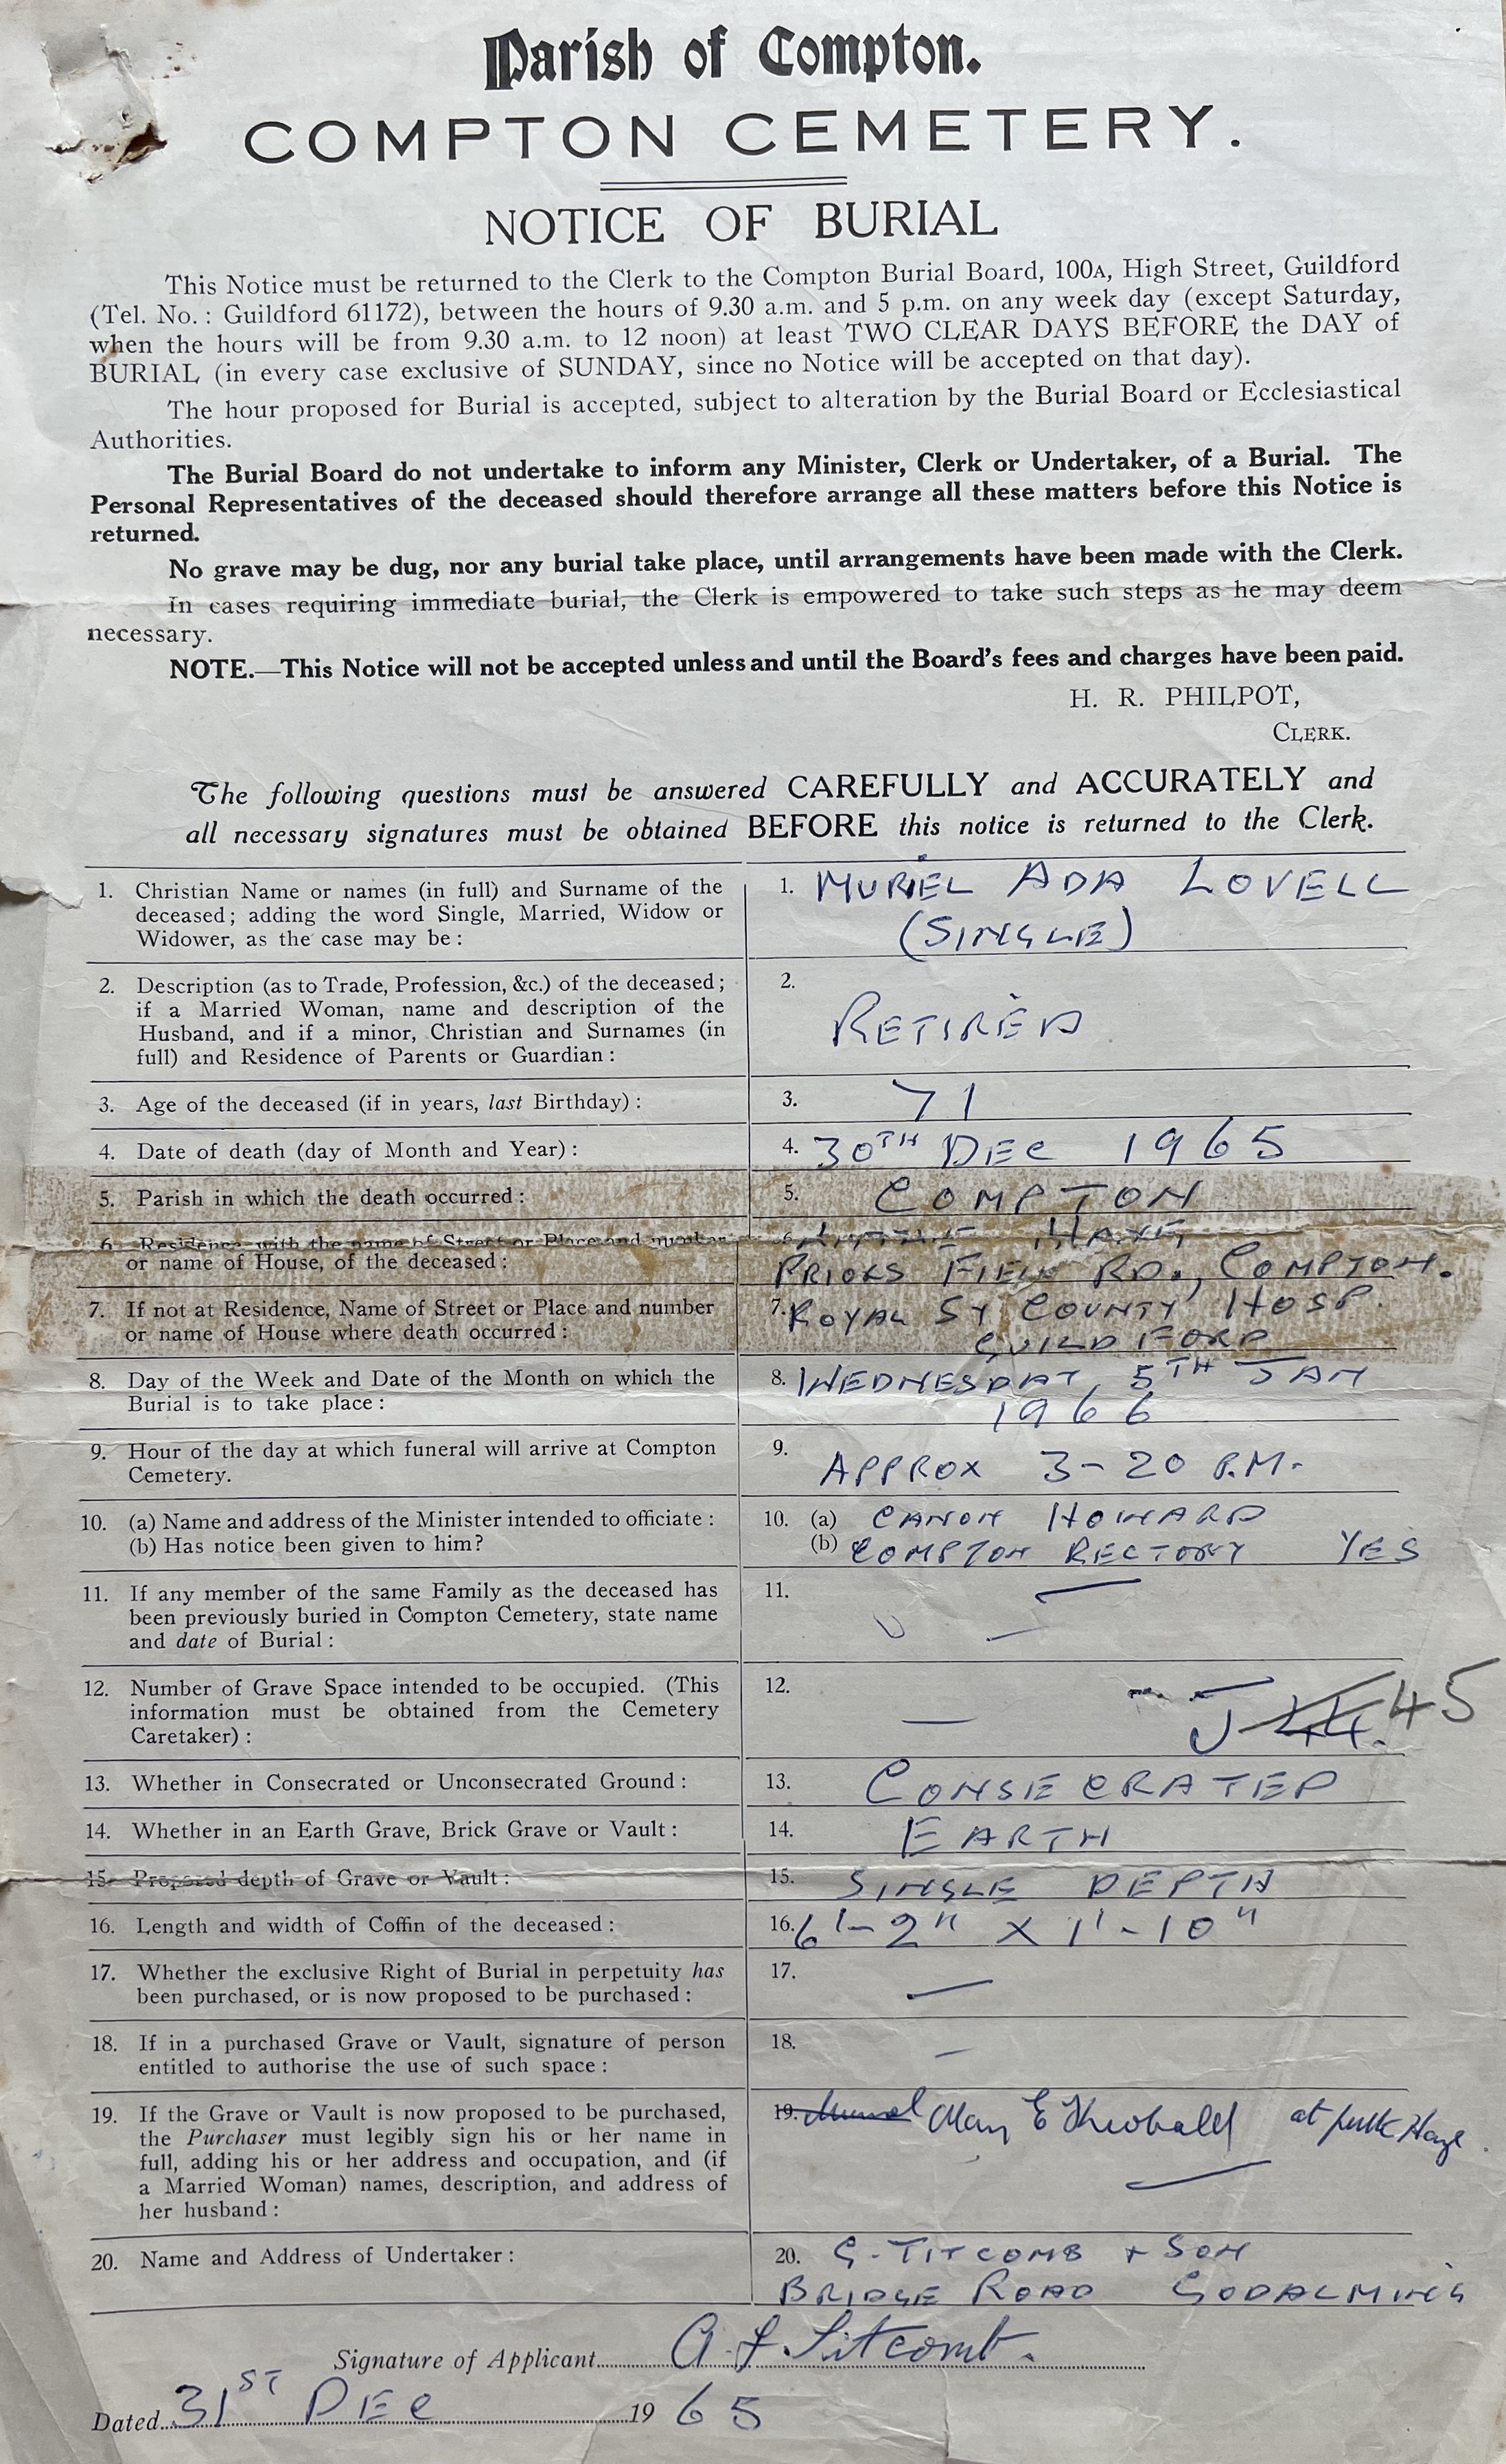 Parish of Compton.
COMPTON CEMETERY.
NOTICE OF BURIAL
This Notice must be returned to the Clerk to the Compton Burial Board, 100A, High Street, Guildford
(Tel. No.: Guildford 61172), between the hours of 9.30 a.m. and 5 p.m. on any week day (except Saturday,
when the hours will be from 9.30 a.m. to 12 noon) at least TWO CLEAR DAYS BEFORE the DAY of
BURIAL (in every case exclusive of SUNDAY, since no Notice will be accepted on that day).
The hour proposed for Burial is accepted, subject to alteration by the Burial Board or Ecclesiastical
Authorities.
The Burial Board do not undertake to inform any Minister, Clerk or Undertaker, of a Burial. The
Personal Representatives of the deceased should therefore arrange all these matters before this Notice is
returned.
No grave may be dug, nor any burial take place, until arrangements have been made with the Clerk.
In cases requiring immediate burial, the Clerk is empowered to take such steps as he may deem
necessary.
NOTE.—This Notice will not be accepted unless and until the Board's fees and charges have been paid.
H. R. PHILPOT,
CLERK.
The following questions must be answered CAREFULLY and ACCURATELY and
all necessary signatures must be obtained BEFORE this notice is returned to the Clerk.
1. Christian Name or names (in full) and Surname of the
deceased; adding the word Single, Married, Widow or
Widower, as the case may be:
1. MURIEL ADA LOVELL
(SINGLE)
2. Description (as to Trade, Profession, &c.) of the deceased;
if a Married Woman, name and description of the
Husband, and if a minor, Christian and Surnames (in
full) and Residence of Parents or Guardian:
2.
RETIRED
3. Age of the deceased (if in years, last Birthday):
3. 71
4. Date of death (day of Month and Year):
4. 30TH DEC 1965
5. Parish in which the death occurred:
5. COMPTON
6. Residence with the name of Street or Place and number
or name of House, of the deceased:
6.
PRIORS FIELD RD., COMPTON.
7. If not at Residence, Name of Street or Place and number
or name of House where death occurred:
7. ROYAL SY COUNTY HOSP.
GUILDFORD
8. Day of the Week and Date of the Month on which the
Burial is to take place:
8. WEDNESDAY, 5TH JAN
1966
9. Hour of the day at which funeral will arrive at Compton
Cemetery.
9.
APPROX 3-20 P.M.
10. (a) Name and address of the Minister intended to officiate:
(b) Has notice been given to him?
10. (a) CANON HOWARD
(b) COMPTON RECTORY YES
11. If any member of the same Family as the deceased has
been previously buried in Compton Cemetery, state name
and date of Burial:
11. —
12. Number of Grave Space intended to be occupied. (This
information must be obtained from the Cemetery
Caretaker):
12.
— J 44. 45
13. Whether in Consecrated or Unconsecrated Ground:
13. CONSECRATED
14. Whether in an Earth Grave, Brick Grave or Vault:
14. EARTH
15. Proposed depth of Grave or Vault:
15. SINGLE DEPTH
16. Length and width of Coffin of the deceased:
16. 6'-2" X 1'-10"
17. Whether the exclusive Right of Burial in perpetuity has
been purchased, or is now proposed to be purchased:
17. —
18. If in a purchased Grave or Vault, signature of person
entitled to authorise the use of such space:
18. —
19. If the Grave or Vault is now proposed to be purchased,
the Purchaser must legibly sign his or her name in
full, adding his or her address and occupation, and (if
a Married Woman) names, description, and address of
her husband:
19. Mary E Theobald at
20. Name and Address of Undertaker:
20. G. TITCOMB + SON
BRIDGE ROAD GODALMING
Signature of Applicant A. J. Titcomb.
Dated 31ST DEC 1965